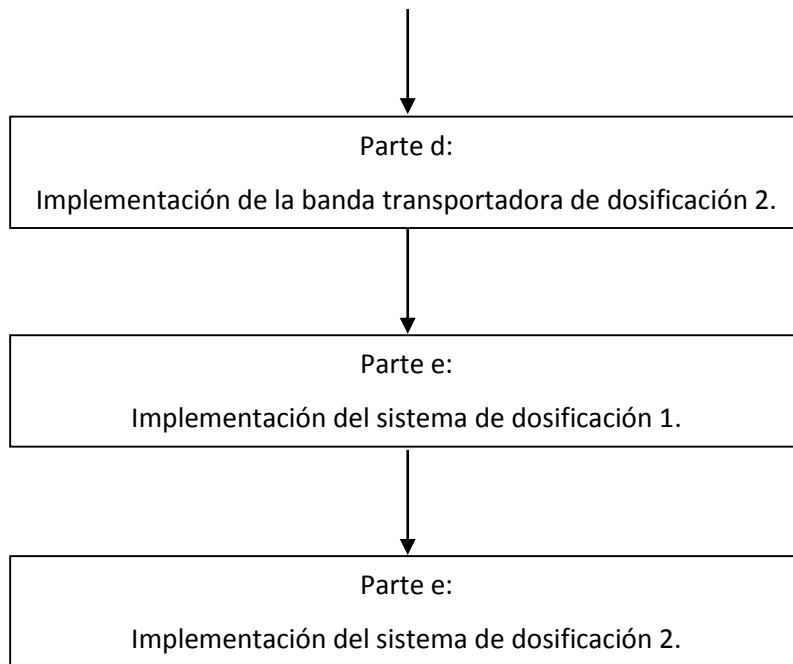 Parte d:
Implementación de la banda transportadora de dosificación 2.
Parte e:
Implementación del sistema de dosificación 1.
Parte e:
Implementación del sistema de dosificación 2.